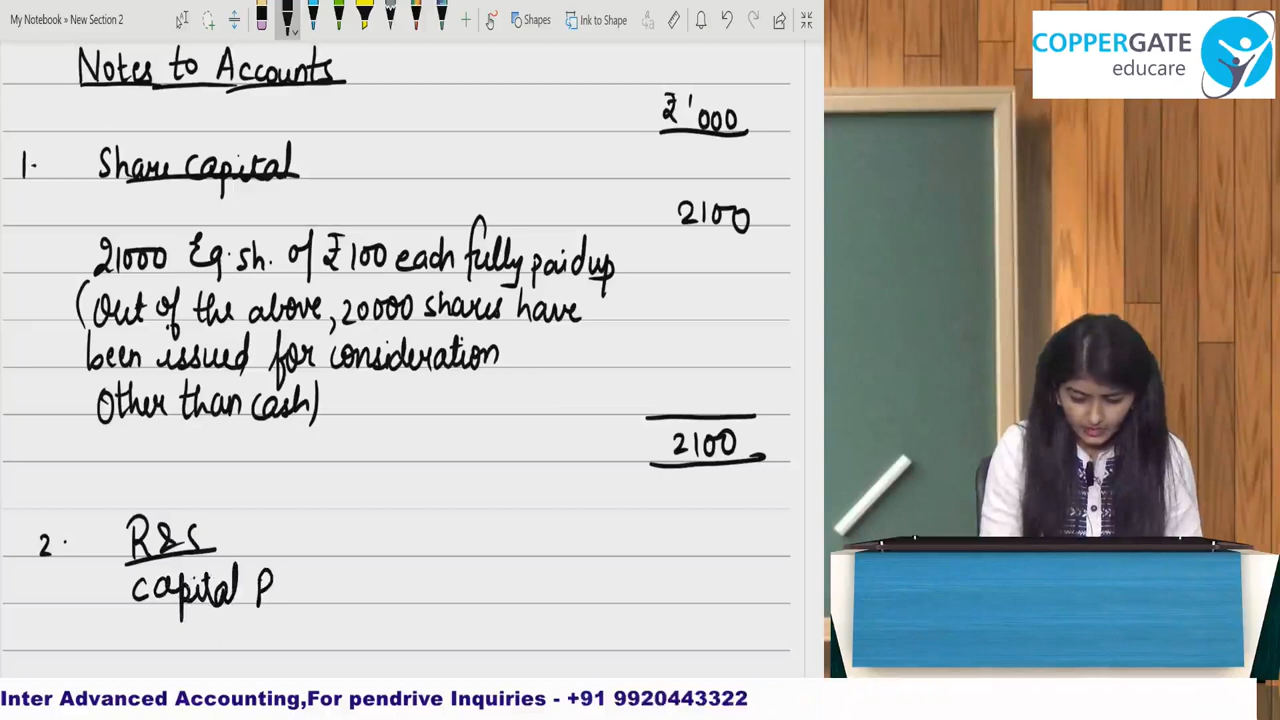 My Notebook » New Section 2
Shapes
Ink to Shape
COPPERGATE
educare
Notes to Accounts
₹'000
1. Share Capital
2100
21000 Eq. sh. of ₹100 each fully paid up
(Out of the above, 20000 shares have
been issued for consideration
other than cash)
2100
2. R&S
Capital P
Inter Advanced Accounting,For pendrive Inquiries - +91 9920443322